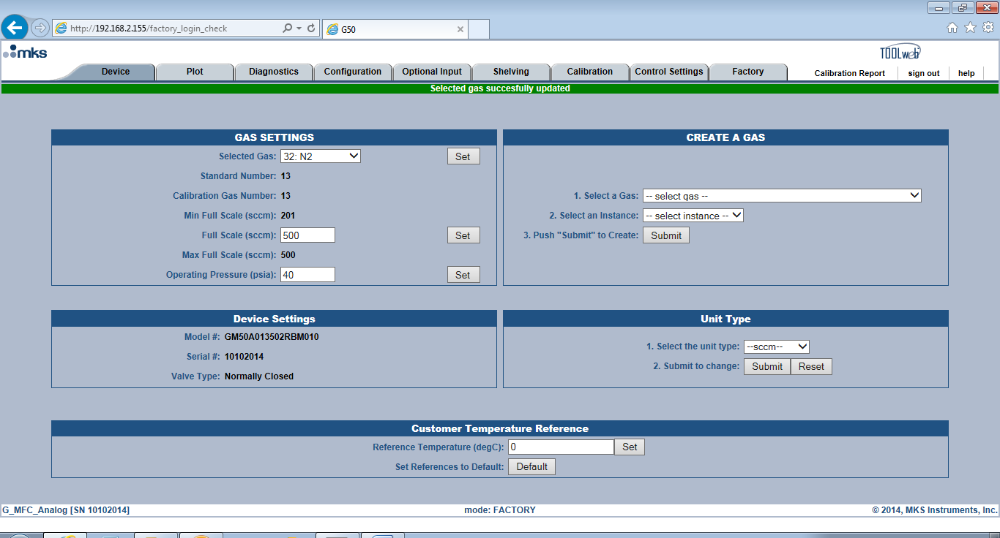 http://192.168.2.155/factory_login_check
G50
mks
TOOLweb
Device Plot Diagnostics Configuration Optional Input Shelving Calibration Control Settings Factory Calibration Report sign out help
Selected gas succesfully updated
GAS SETTINGS
Selected Gas: 32: N2 Set
Standard Number: 13
Calibration Gas Number: 13
Min Full Scale (sccm): 201
Full Scale (sccm): 500 Set
Max Full Scale (sccm): 500
Operating Pressure (psia): 40 Set
CREATE A GAS
1. Select a Gas: -- select gas --
2. Select an Instance: -- select instance --
3. Push "Submit" to Create: Submit
Device Settings
Model #: GM50A013502RBM010
Serial #: 10102014
Valve Type: Normally Closed
Unit Type
1. Select the unit type: --sccm--
2. Submit to change: Submit Reset
Customer Temperature Reference
Reference Temperature (degC): 0 Set
Set References to Default: Default
G_MFC_Analog [SN 10102014] mode: FACTORY © 2014, MKS Instruments, Inc.